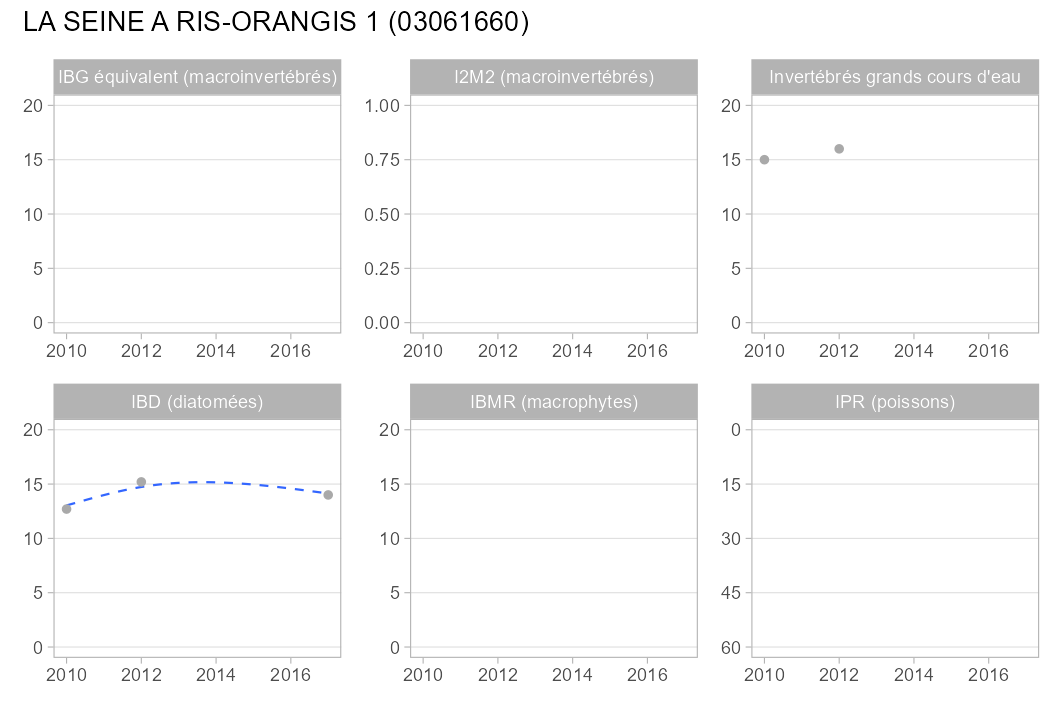 LA SEINE A RIS-ORANGIS 1 (03061660)
IBG équivalent (macroinvertébrés)
20
15
10
5
0
2010 2012 2014 2016
I2M2 (macroinvertébrés)
1.00
0.75
0.50
0.25
0.00
2010 2012 2014 2016
Invertébrés grands cours d'eau
20
15
10
5
0
2010 2012 2014 2016
IBD (diatomées)
20
15
10
5
0
2010 2012 2014 2016
IBMR (macrophytes)
20
15
10
5
0
2010 2012 2014 2016
IPR (poissons)
0
15
30
45
60
2010 2012 2014 2016